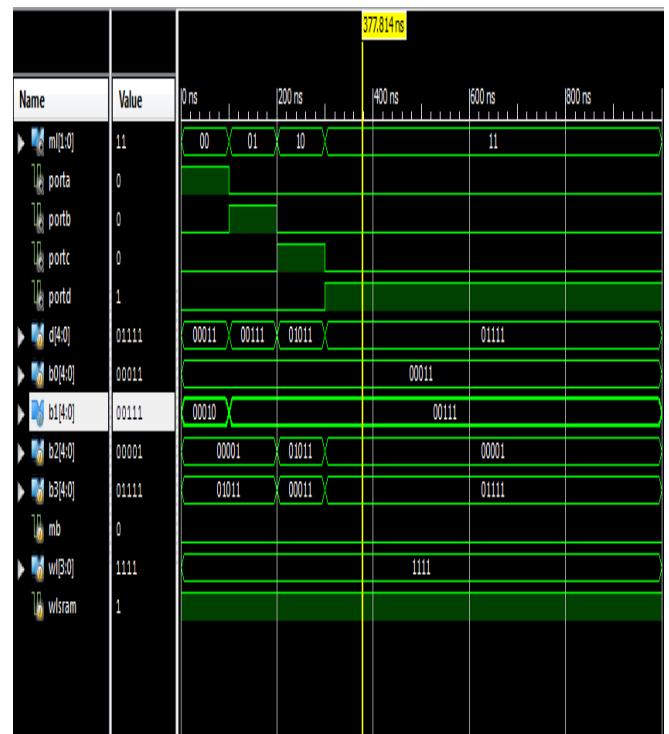 377.814 ns
Name Value 0 ns 200 ns 400 ns 600 ns 800 ns
ml[1:0] 11 00 01 10 11
porta 0
portb 0
portc 0
portd 1
d[4:0] 01111 00011 00111 01011 01111
b0[4:0] 00011 00011
b1[4:0] 00111 00010 00111
b2[4:0] 00001 00001 01011 00001
b3[4:0] 01111 01011 00011 01111
mb 0
wl[3:0] 1111 1111
wlsram 1